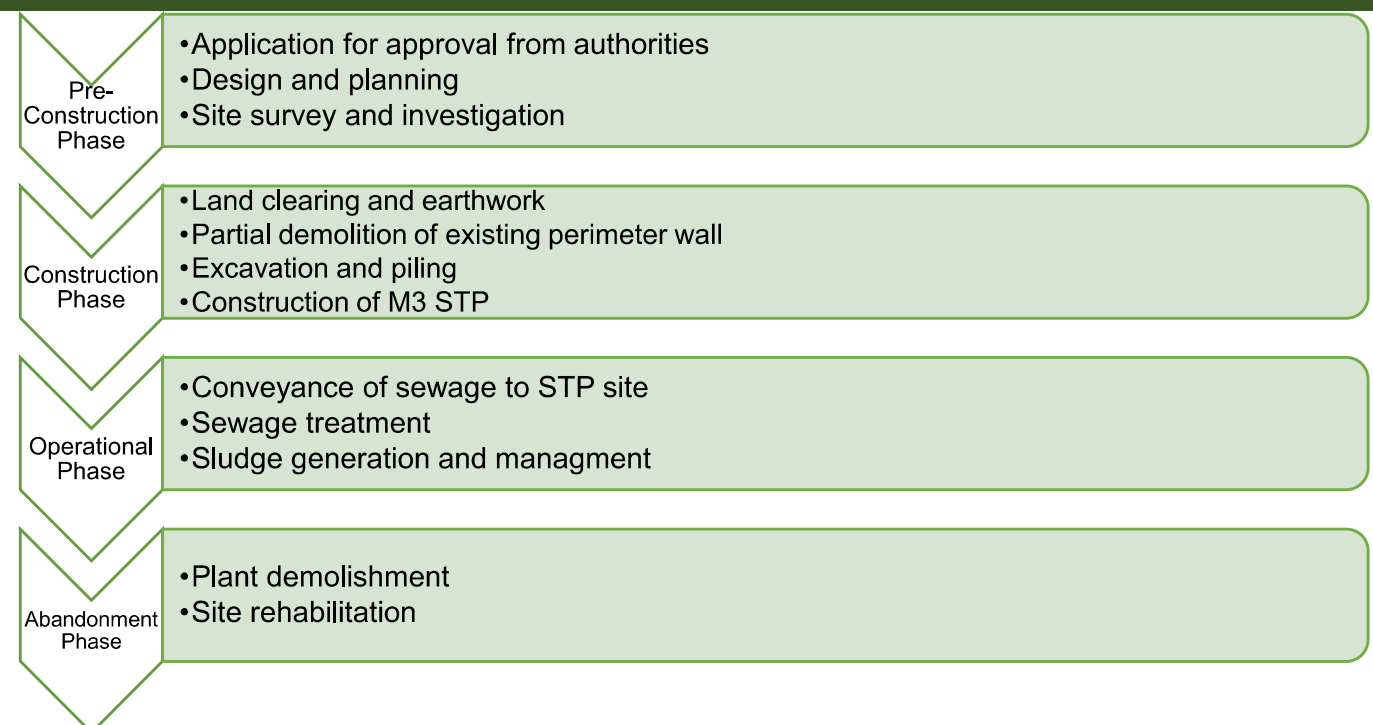 Pre-
Construction
Phase
•Application for approval from authorities
•Design and planning
•Site survey and investigation
Construction
Phase
•Land clearing and earthwork
•Partial demolition of existing perimeter wall
•Excavation and piling
•Construction of M3 STP
Operational
Phase
•Conveyance of sewage to STP site
•Sewage treatment
•Sludge generation and managment
Abandonment
Phase
•Plant demolishment
•Site rehabilitation